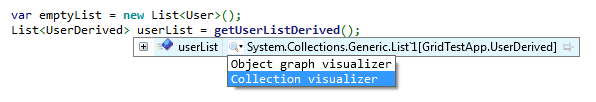 var emptyList = new List<User>();
List<UserDerived> userList = getUserListDerived();
userList System.Collections.Generic.List`1[GridTestApp.UserDerived]
Object graph visualizer
Collection visualizer